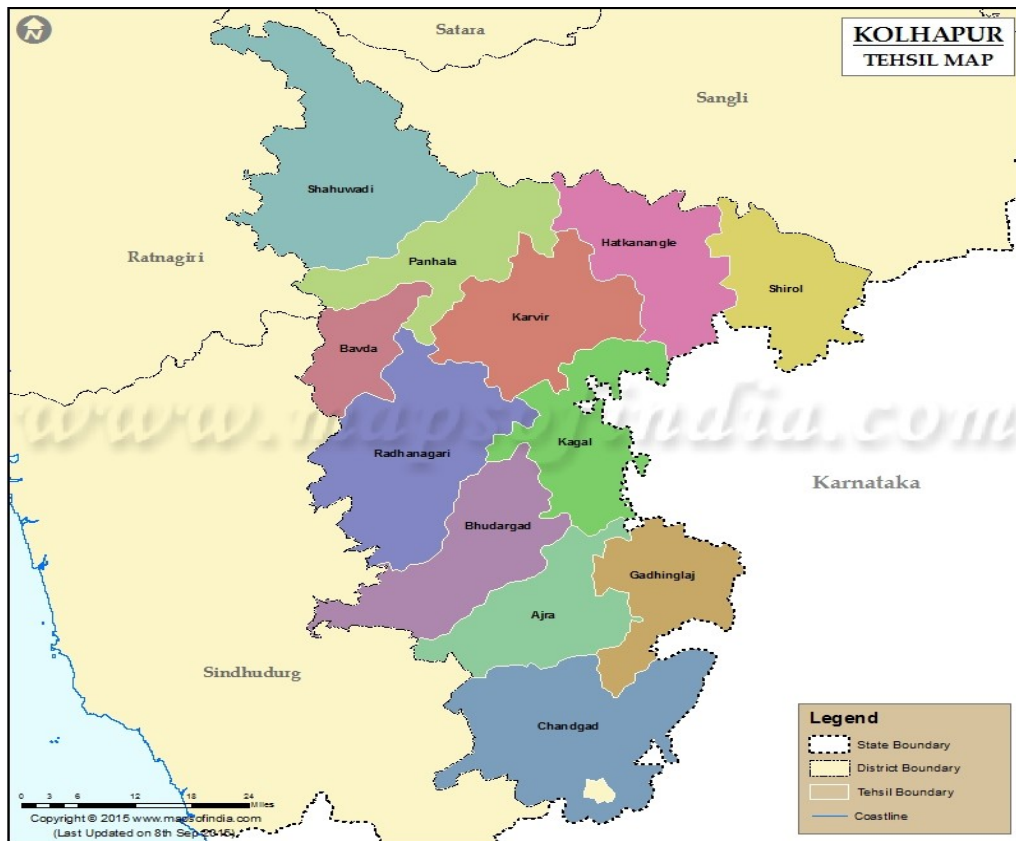 N
Satara
KOLHAPUR
TEHSIL MAP
Sangli
Shahuwadi
Ratnagiri
Panhala
Hatkanangle
Shirol
Karvir
Bavda
www.mapsofindia.com
Radhanagari
Kagal
Karnataka
Bhudargad
Gadhinglaj
Ajra
Sindhudurg
Chandgad
Legend
State Boundary
District Boundary
Tehsil Boundary
Coastline
0 3 6 12 18 24
Miles
Copyright © 2015 www.mapsofindia.com
(Last Updated on 8th Sep 2015)